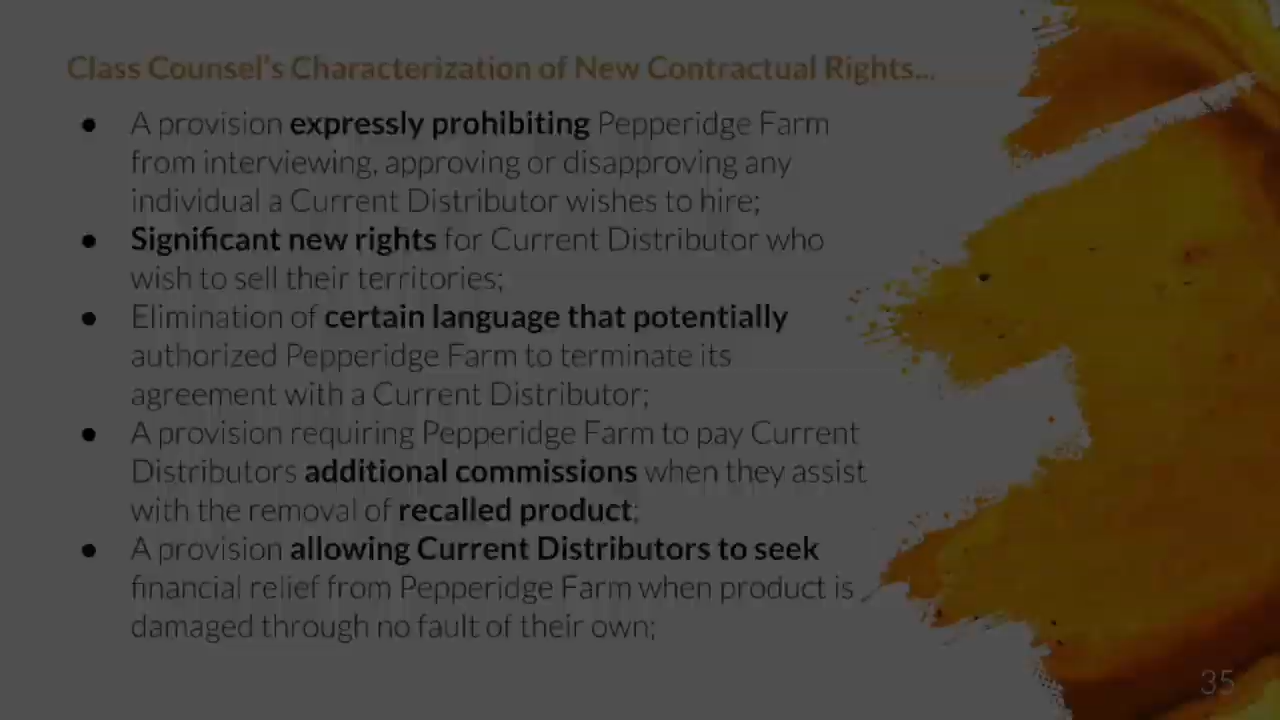 Class Counsel's Characterization of New Contractual Rights...
● A provision expressly prohibiting Pepperidge Farm
from interviewing, approving or disapproving any
individual a Current Distributor wishes to hire;
● Significant new rights for Current Distributor who
wish to sell their territories;
● Elimination of certain language that potentially
authorized Pepperidge Farm to terminate its
agreement with a Current Distributor;
● A provision requiring Pepperidge Farm to pay Current
Distributors additional commissions when they assist
with the removal of recalled product;
● A provision allowing Current Distributors to seek
financial relief from Pepperidge Farm when product is
damaged through no fault of their own;
35